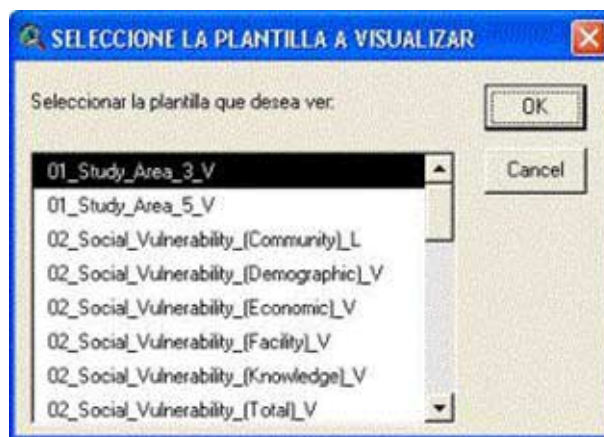 SELECCIONE LA PLANTILLA A VISUALIZAR
Seleccionar la plantilla que desea ver:
OK
Cancel
01_Study_Area_3_V
01_Study_Area_5_V
02_Social_Vulnerability_(Community)_L
02_Social_Vulnerability_(Demographic)_V
02_Social_Vulnerability_(Economic)_V
02_Social_Vulnerability_(Facility)_V
02_Social_Vulnerability_(Knowledge)_V
02_Social_Vulnerability_(Total)_V